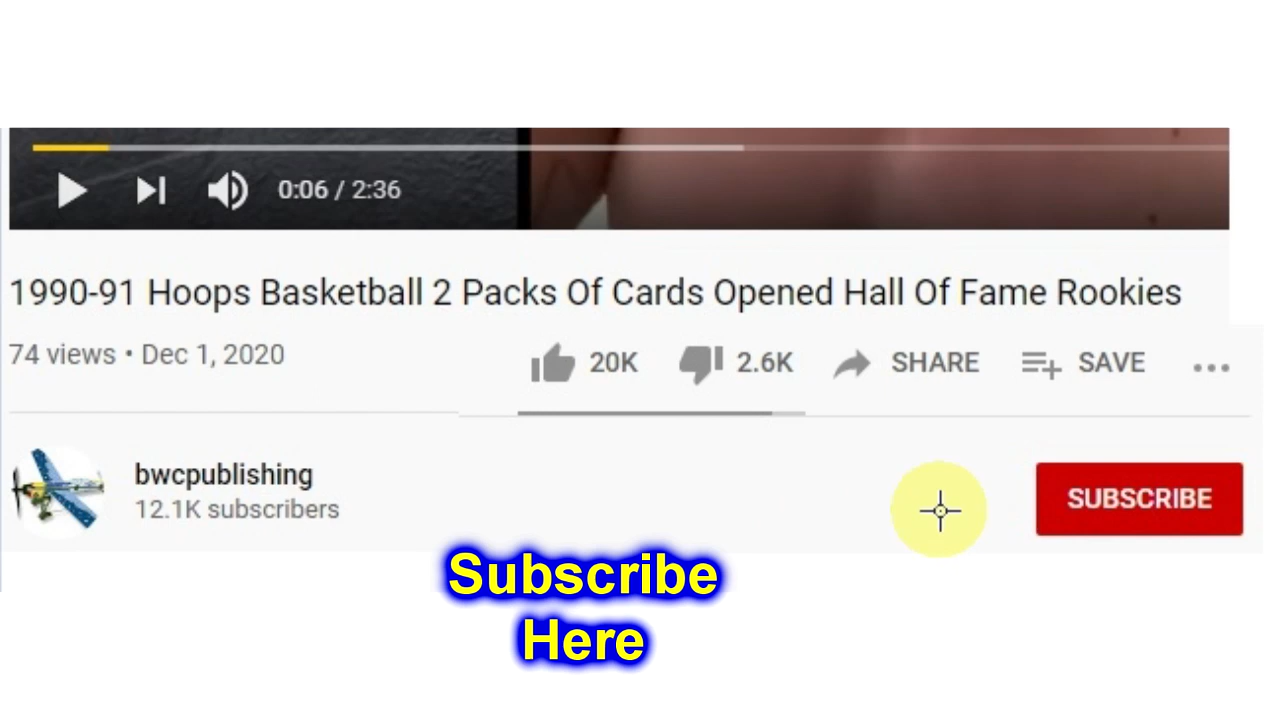 0:06 / 2:36
1990-91 Hoops Basketball 2 Packs Of Cards Opened Hall Of Fame Rookies
74 views • Dec 1, 2020
20K 2.6K SHARE SAVE
bwcpublishing
12.1K subscribers
SUBSCRIBE
Subscribe
Here